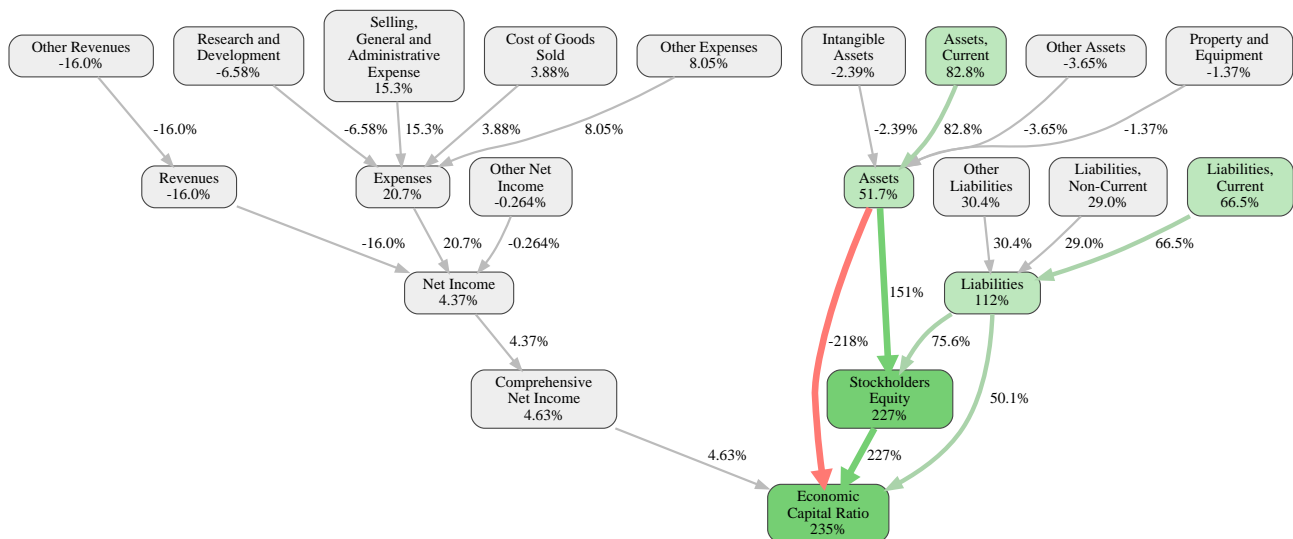 Other Revenues
-16.0%
Research and
Development
-6.58%
Selling,
General and
Administrative
Expense
15.3%
Cost of Goods
Sold
3.88%
Other Expenses
8.05%
Intangible
Assets
-2.39%
Assets,
Current
82.8%
Other Assets
-3.65%
Property and
Equipment
-1.37%
-16.0%
-6.58%
15.3%
3.88%
8.05%
-2.39%
82.8%
-3.65%
-1.37%
Revenues
-16.0%
Expenses
20.7%
Other Net
Income
-0.264%
Assets
51.7%
Other
Liabilities
30.4%
Liabilities,
Non-Current
29.0%
Liabilities,
Current
66.5%
-16.0%
20.7%
-0.264%
30.4%
29.0%
66.5%
Net Income
4.37%
Liabilities
112%
151%
4.37%
-218%
75.6%
Comprehensive
Net Income
4.63%
Stockholders
Equity
227%
50.1%
4.63%
227%
Economic
Capital Ratio
235%